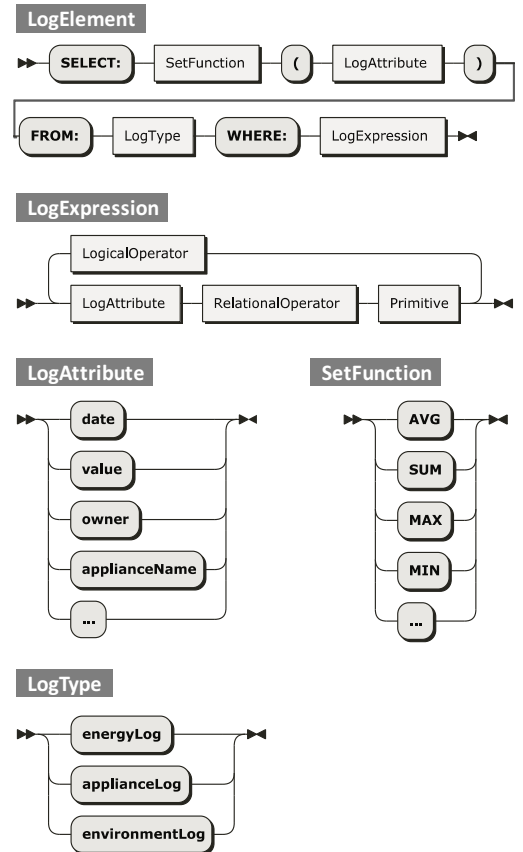 LogElement
SELECT: SetFunction ( LogAttribute )
FROM: LogType WHERE: LogExpression
LogExpression
LogicalOperator
LogAttribute RelationalOperator Primitive
LogAttribute
date
value
owner
applianceName
...
SetFunction
AVG
SUM
MAX
MIN
...
LogType
energyLog
applianceLog
environmentLog